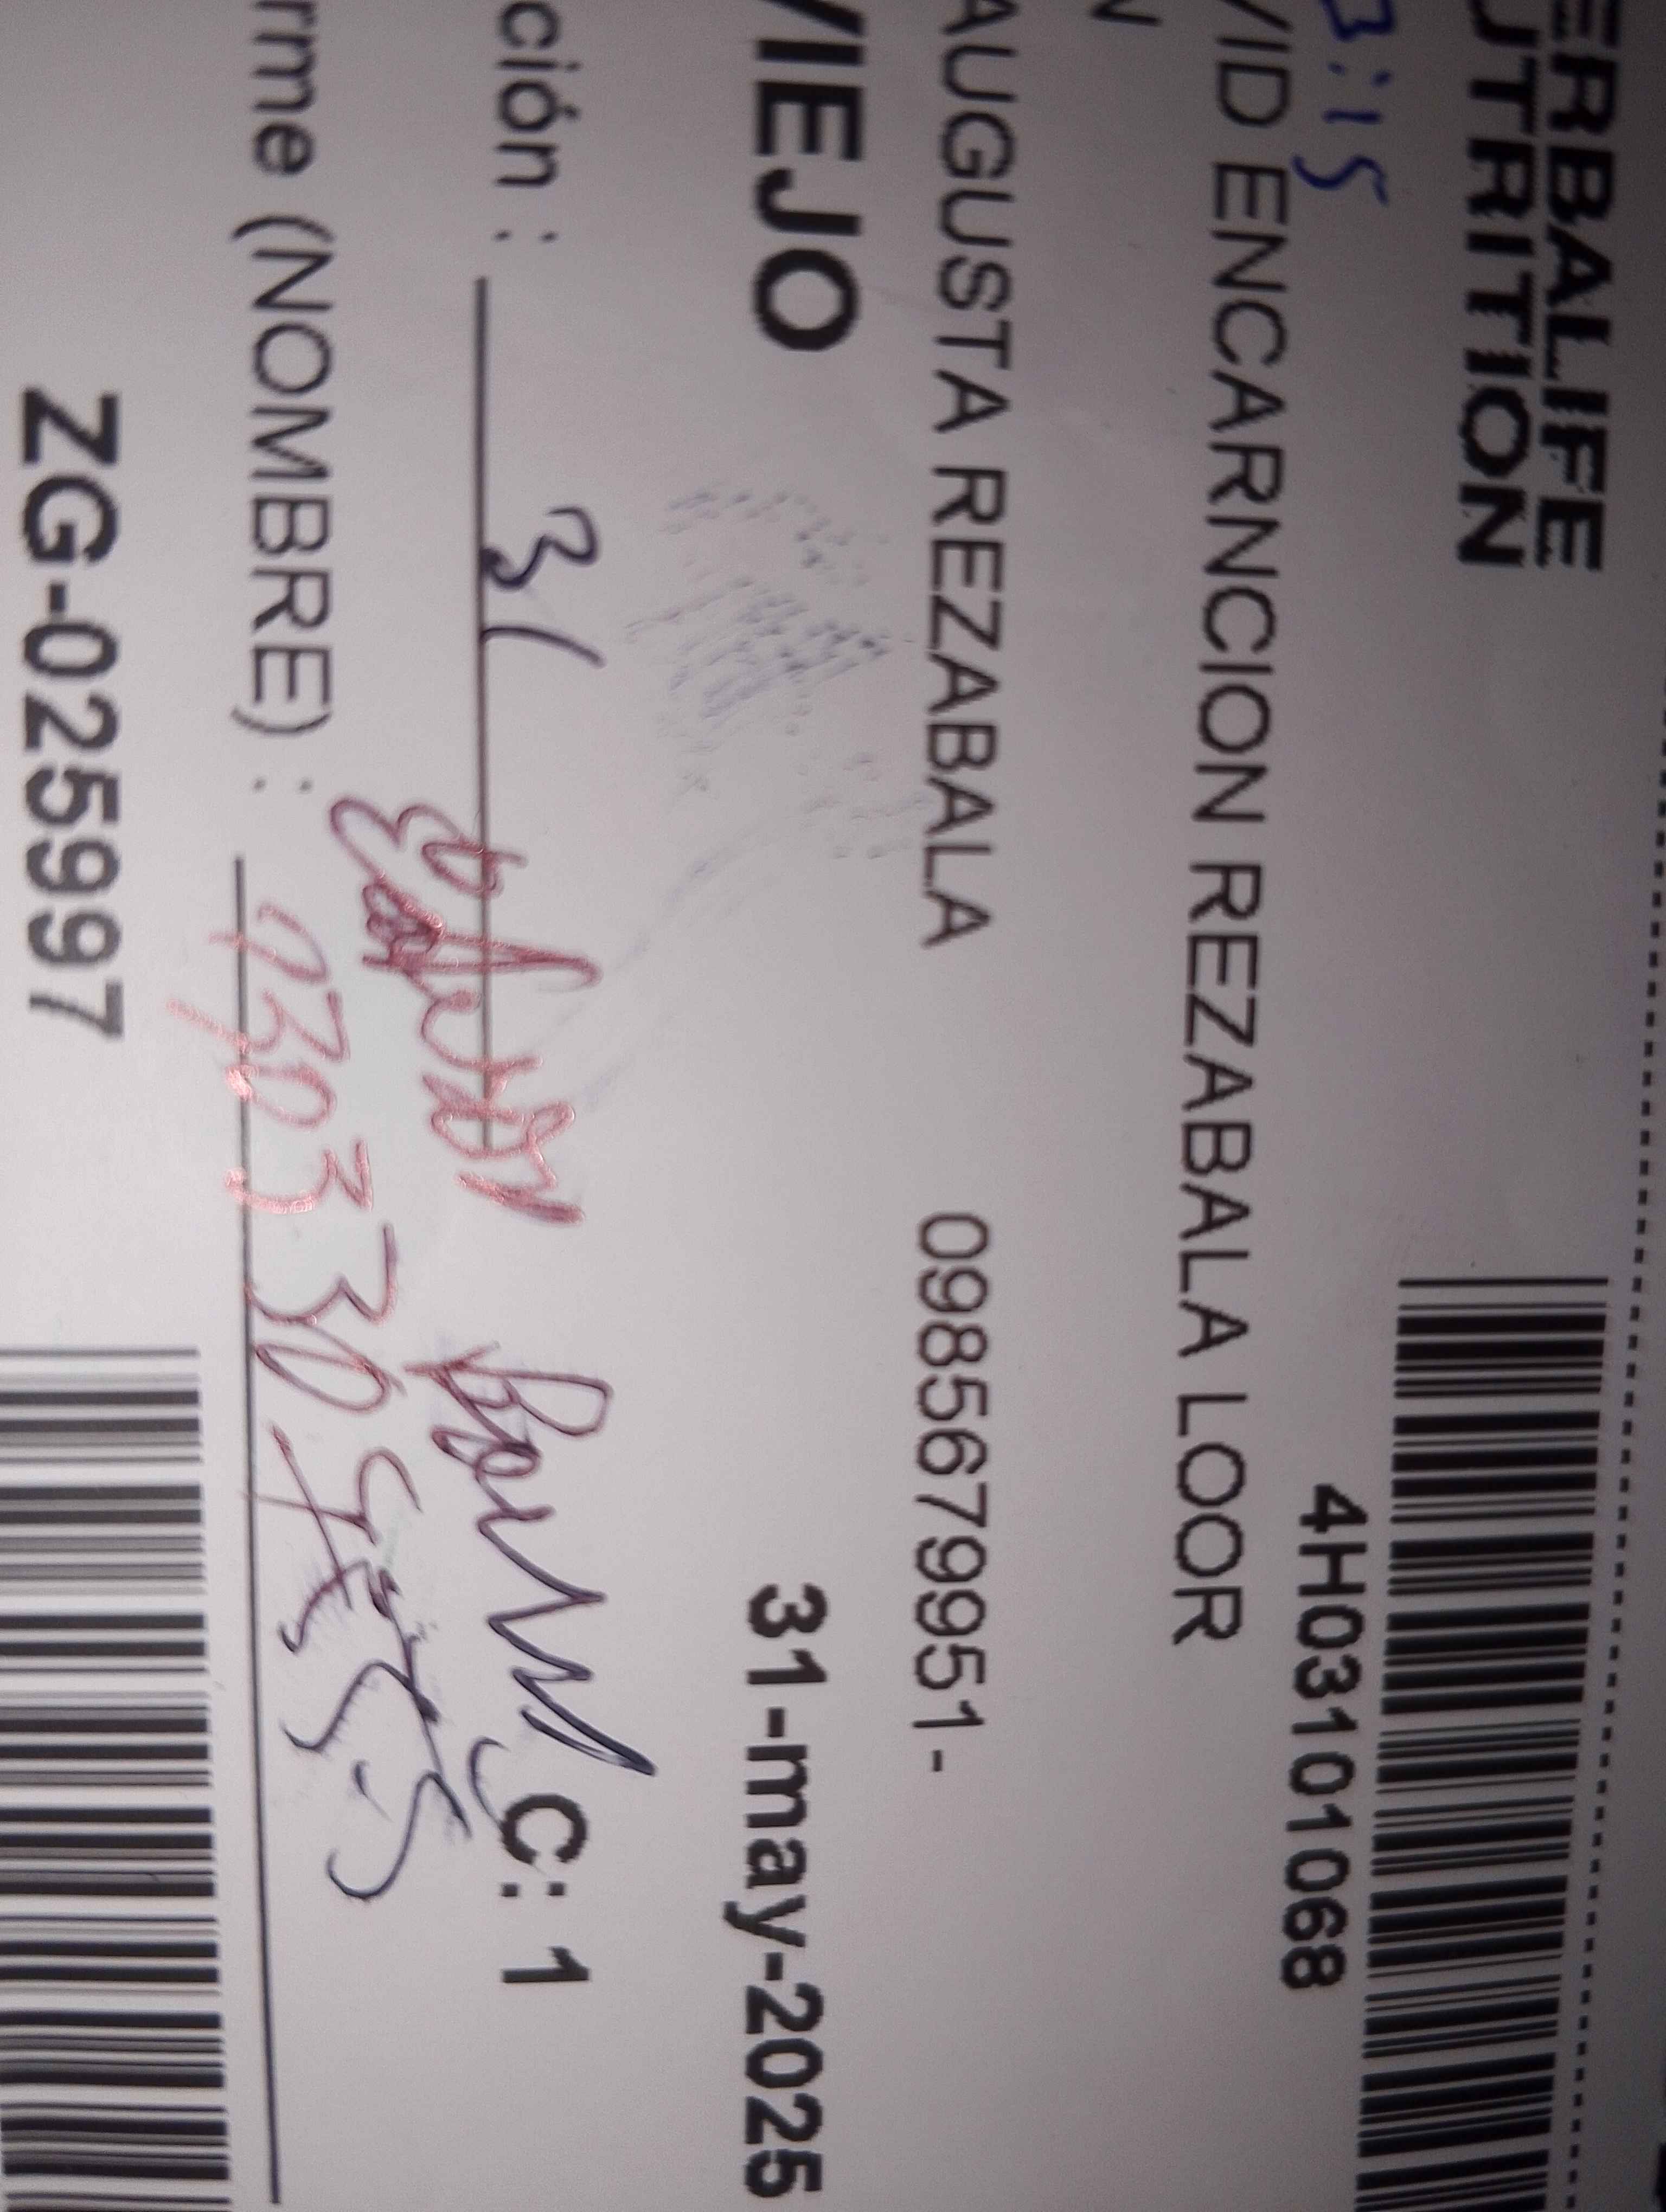 ERBALIFE
UTRITION
3:15
4H031010168
VID ENCARNCION REZABALA LOOR
N
AUGUSTA REZABALA 0985679951-
VIEJO 31-may-2025
ción : 31 C: 1
rme (NOMBRE) :
ZG-025997